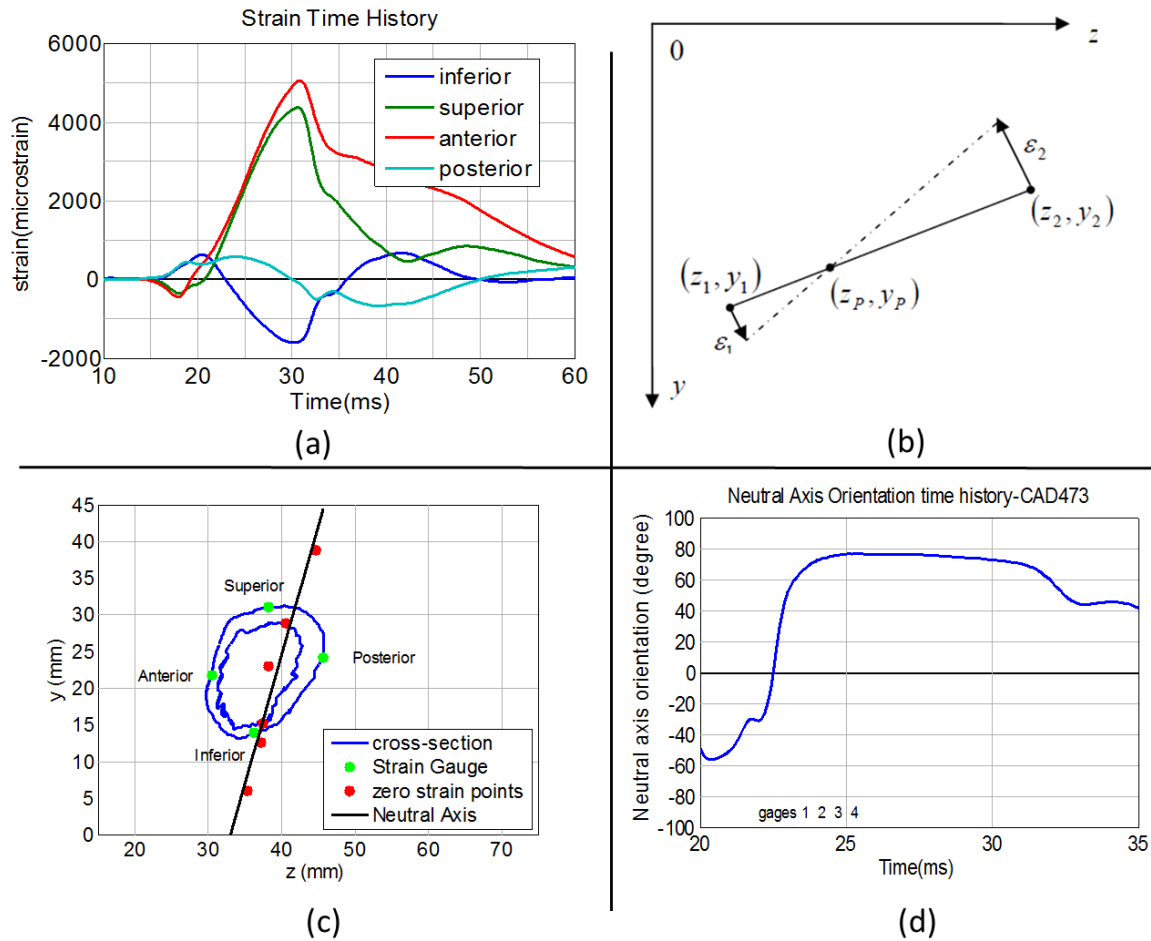 Strain Time History
6000
4000
2000
0
-2000
strain(microstrain)
inferior
superior
anterior
posterior
10 20 30 40 50 60
Time(ms)
(a)
0
z
ε₂
(z₂, y₂)
(z₁, y₁)
(z_P, y_P)
ε₁
y
(b)
45
40
35
30
25
20
15
10
5
0
y (mm)
Superior
Anterior
Posterior
Inferior
cross-section
Strain Gauge
zero strain points
Neutral Axis
20 30 40 50 60 70
z (mm)
(c)
Neutral Axis Orientation time history-CAD473
100
80
60
40
20
0
-20
-40
-60
-80
-100
Neutral axis orientation (degree)
gages 1 2 3 4
20 25 30 35
Time(ms)
(d)